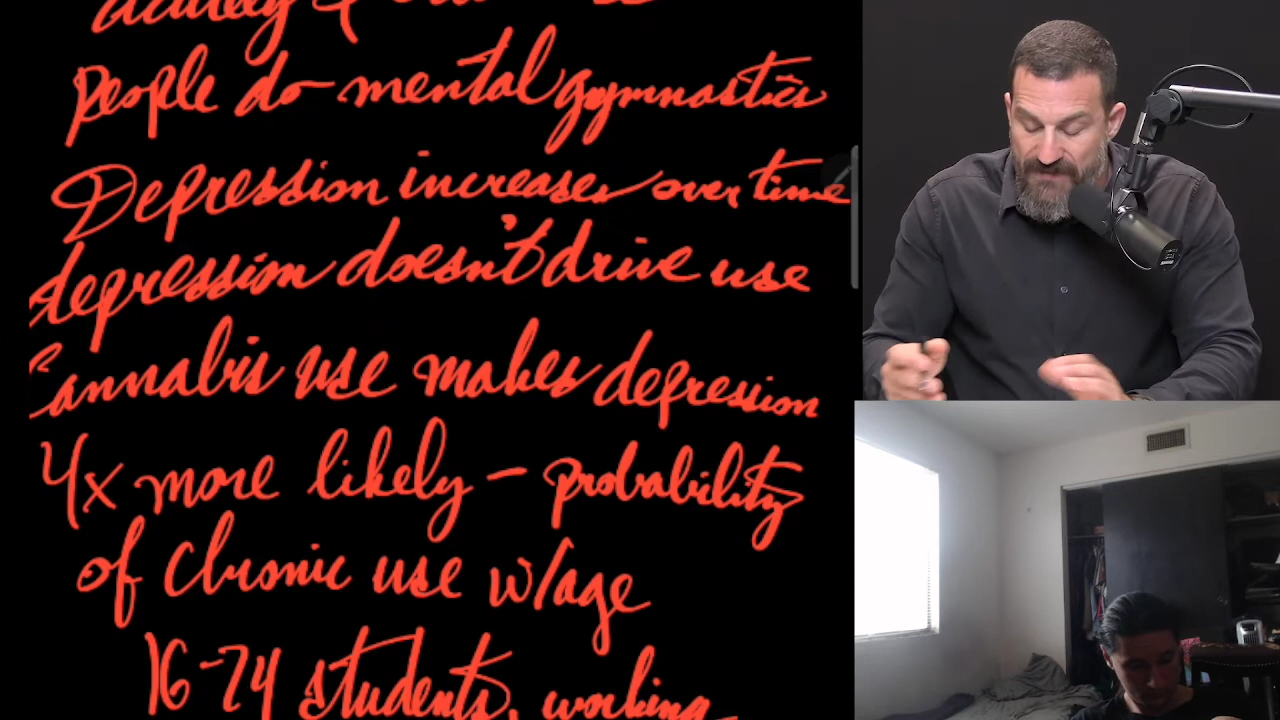 acutely &
People do mental gymnastics
Depression increases over time
depression doesn't drive use
Cannabis use makes depression
4x more likely - probability
of chronic use w/age
16-24 students, working